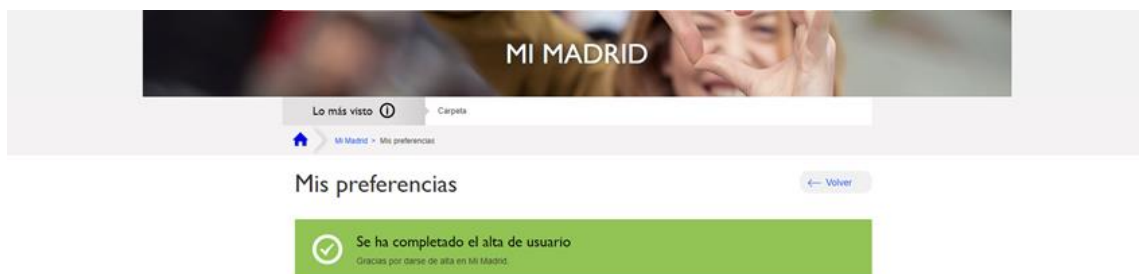 MI MADRID
Lo más visto
Carpeta
Mi Madrid > Mis preferencias
Mis preferencias
← Volver
Se ha completado el alta de usuario
Gracias por darse de alta en Mi Madrid.